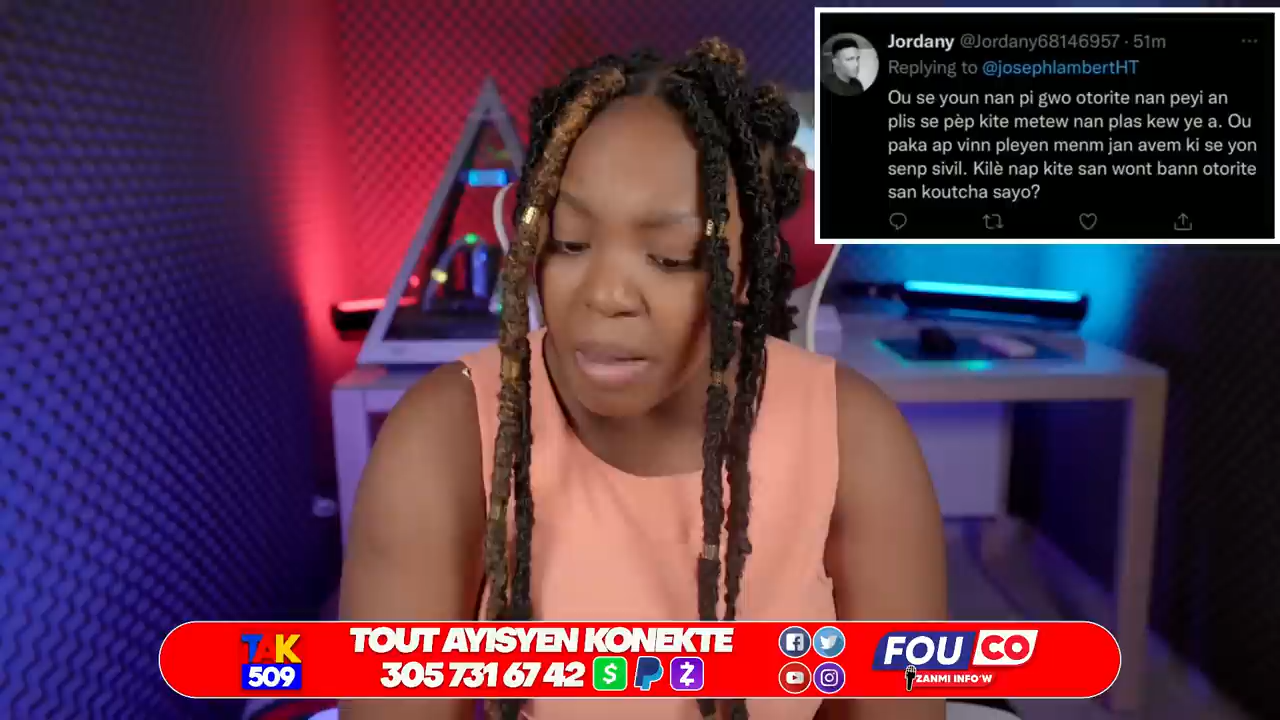 Jordany @Jordany68146957 · 51m
Replying to @josephlambertHT
Ou se youn nan pi gwo otorite nan peyi an
plis se pèp kite metew nan plas kew ye a. Ou
paka ap vinn pleyen menm jan avem ki se yon
senp sivil. Kilè nap kite san wont bann otorite
san koutcha sayo?
TAK
509
TOUT AYISYEN KONEKTE
305 731 67 42
FOUCO
ZANMI INFO'W